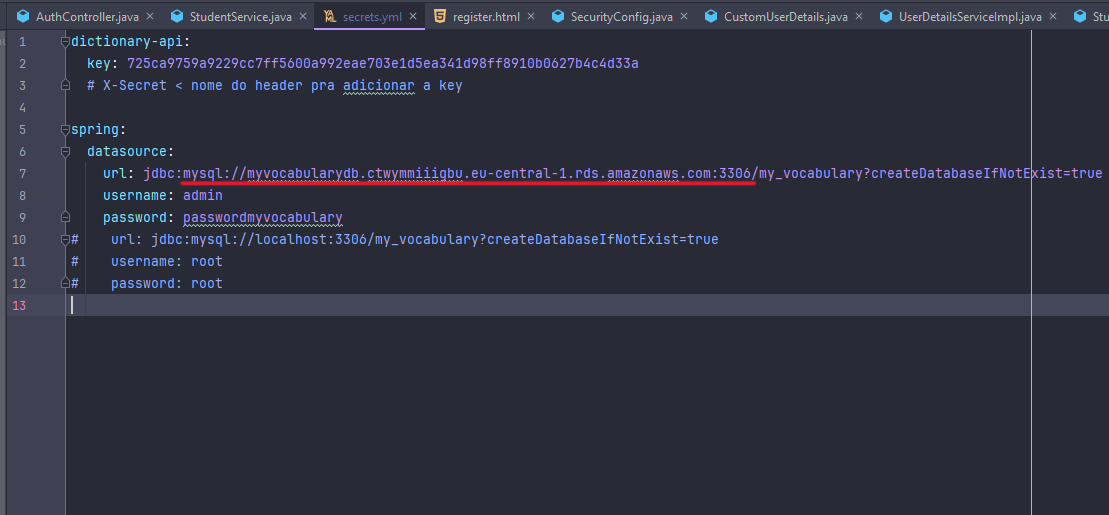 AuthController.java × StudentService.java × secrets.yml × register.html × SecurityConfig.java × CustomUserDetails.java × UserDetailsServiceImpl.java × Stu
1 dictionary-api:
2 key: 725ca9759a9229cc7ff5600a992eae703e1d5ea341d98ff8910b0627b4c4d33a
3 # X-Secret < nome do header pra adicionar a key
4
5 spring:
6 datasource:
7 url: jdbc:mysql://myvocabularydb.ctwymmiiigbu.eu-central-1.rds.amazonaws.com:3306/my_vocabulary?createDatabaseIfNotExist=true
8 username: admin
9 password: passwordmyvocabulary
10 # url: jdbc:mysql://localhost:3306/my_vocabulary?createDatabaseIfNotExist=true
11 # username: root
12 # password: root
13